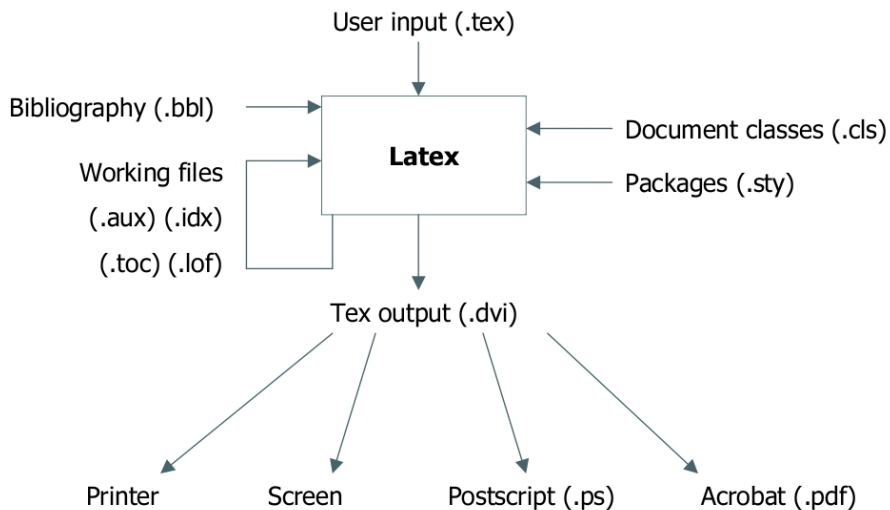 User input (.tex)
Bibliography (.bbl)
Document classes (.cls)
Latex
Working files
Packages (.sty)
(.aux) (.idx)
(.toc) (.lof)
Tex output (.dvi)
Printer
Screen
Postscript (.ps)
Acrobat (.pdf)